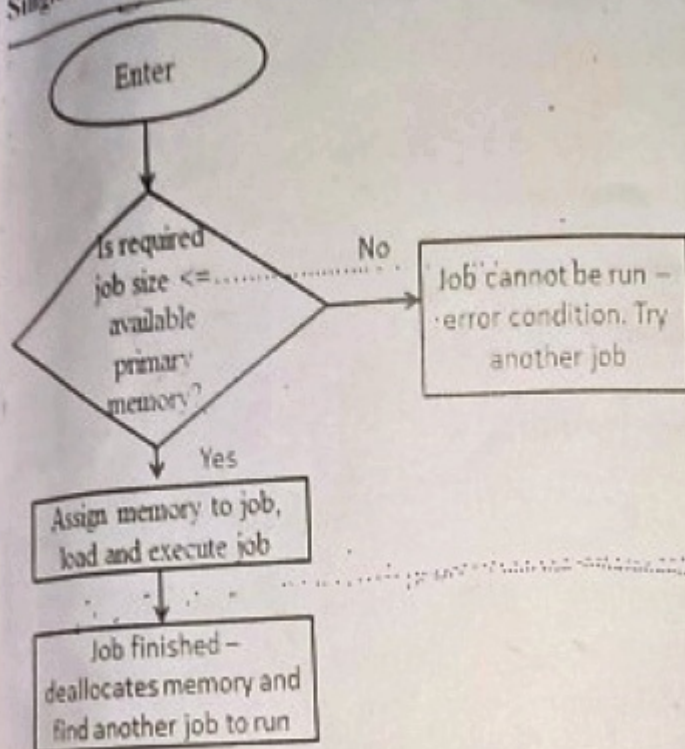 Enter
Is required
job size <=
available
primary
memory?
No
Job cannot be run –
error condition. Try
another job
Yes
Assign memory to job,
load and execute job
Job finished –
deallocates memory and
find another job to run